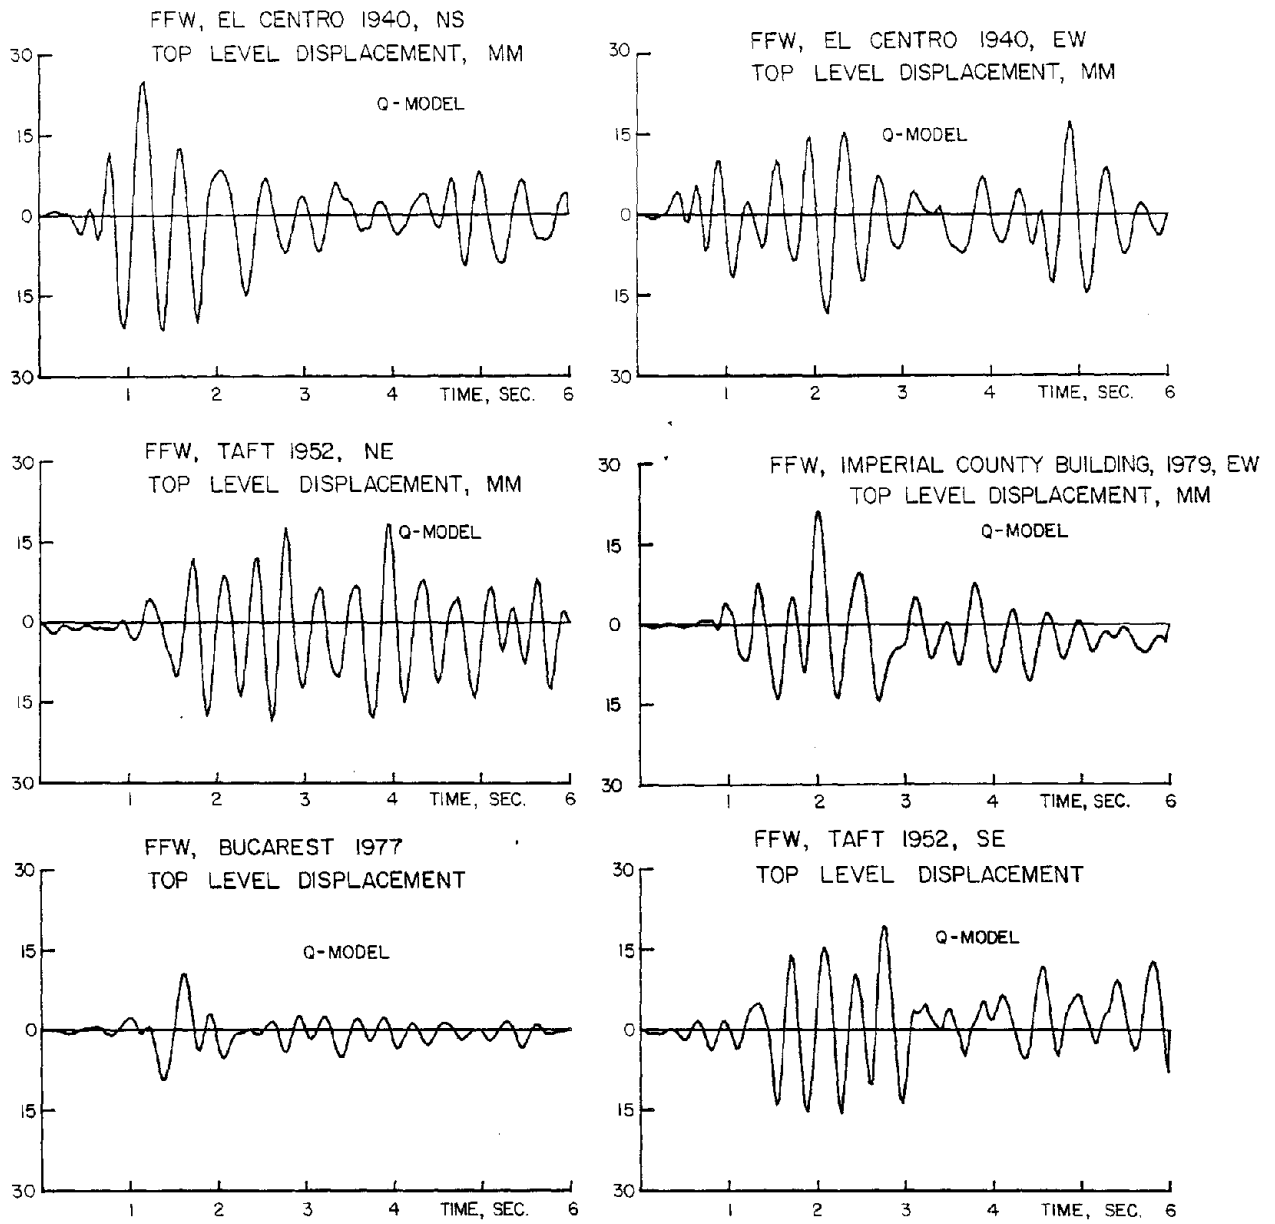 FFW, EL CENTRO 1940, NS
TOP LEVEL DISPLACEMENT, MM
Q-MODEL
30
15
0
15
30
1 2 3 4 TIME, SEC. 6
FFW, EL CENTRO 1940, EW
TOP LEVEL DISPLACEMENT, MM
Q-MODEL
30
15
0
15
30
1 2 3 4 TIME, SEC. 6
FFW, TAFT 1952, NE
TOP LEVEL DISPLACEMENT, MM
Q-MODEL
30
15
0
15
30
1 2 3 4 TIME, SEC. 6
FFW, IMPERIAL COUNTY BUILDING, 1979, EW
TOP LEVEL DISPLACEMENT, MM
Q-MODEL
30
15
0
15
30
1 2 3 4 TIME, SEC. 6
FFW, BUCAREST 1977
TOP LEVEL DISPLACEMENT
Q-MODEL
30
15
0
15
30
1 2 3 4 TIME, SEC. 6
FFW, TAFT 1952, SE
TOP LEVEL DISPLACEMENT
Q-MODEL
30
15
0
15
30
1 2 3 4 TIME, SEC. 6